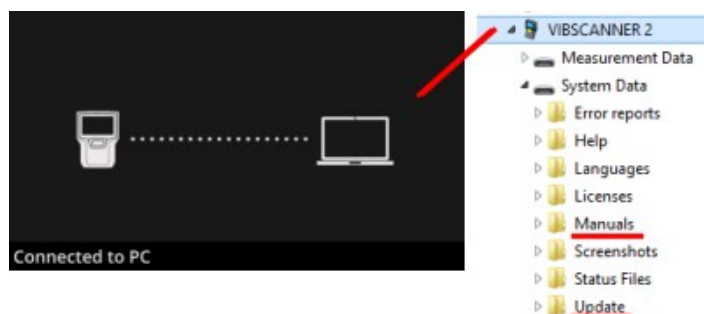 Connected to PC
VIBSCANNER 2
Measurement Data
System Data
Error reports
Help
Languages
Licenses
Manuals
Screenshots
Status Files
Update